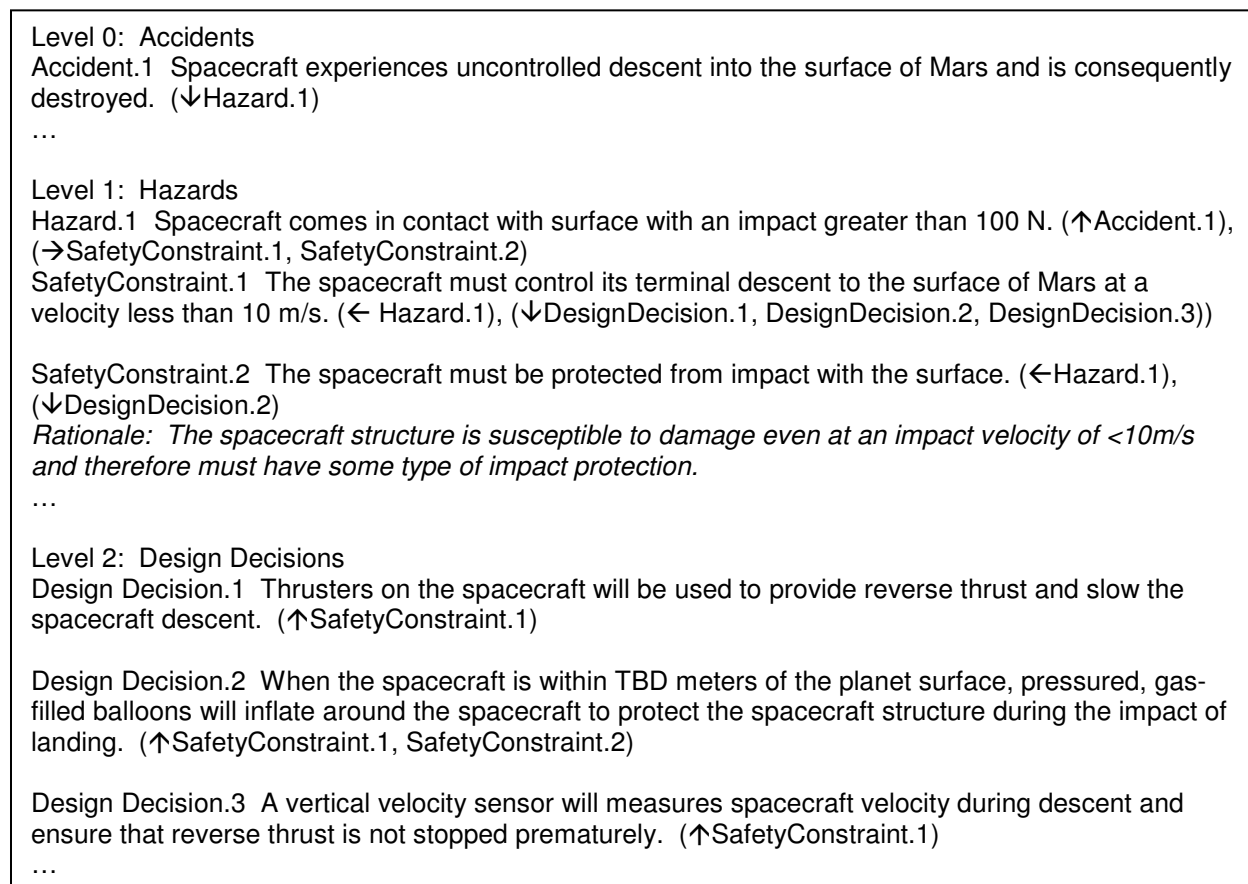 Level 0:  Accidents
Accident.1  Spacecraft experiences uncontrolled descent into the surface of Mars and is consequently
destroyed.  (↓Hazard.1)
…
Level 1:  Hazards
Hazard.1  Spacecraft comes in contact with surface with an impact greater than 100 N. (↑Accident.1),
(→SafetyConstraint.1, SafetyConstraint.2)
SafetyConstraint.1  The spacecraft must control its terminal descent to the surface of Mars at a
velocity less than 10 m/s. (← Hazard.1), (↓DesignDecision.1, DesignDecision.2, DesignDecision.3))
SafetyConstraint.2  The spacecraft must be protected from impact with the surface. (←Hazard.1),
(↓DesignDecision.2)
Rationale:  The spacecraft structure is susceptible to damage even at an impact velocity of <10m/s
and therefore must have some type of impact protection.
…
Level 2:  Design Decisions
Design Decision.1  Thrusters on the spacecraft will be used to provide reverse thrust and slow the
spacecraft descent.  (↑SafetyConstraint.1)
Design Decision.2  When the spacecraft is within TBD meters of the planet surface, pressured, gas-
filled balloons will inflate around the spacecraft to protect the spacecraft structure during the impact of
landing.  (↑SafetyConstraint.1, SafetyConstraint.2)
Design Decision.3  A vertical velocity sensor will measures spacecraft velocity during descent and
ensure that reverse thrust is not stopped prematurely.  (↑SafetyConstraint.1)
…